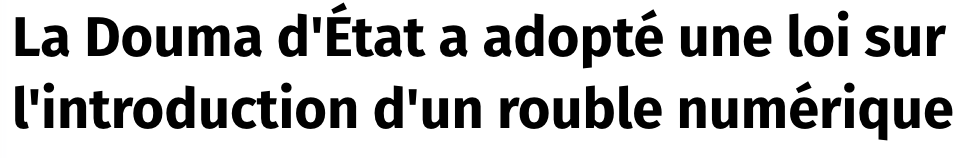 La Douma d'État a adopté une loi sur
l'introduction d'un rouble numérique